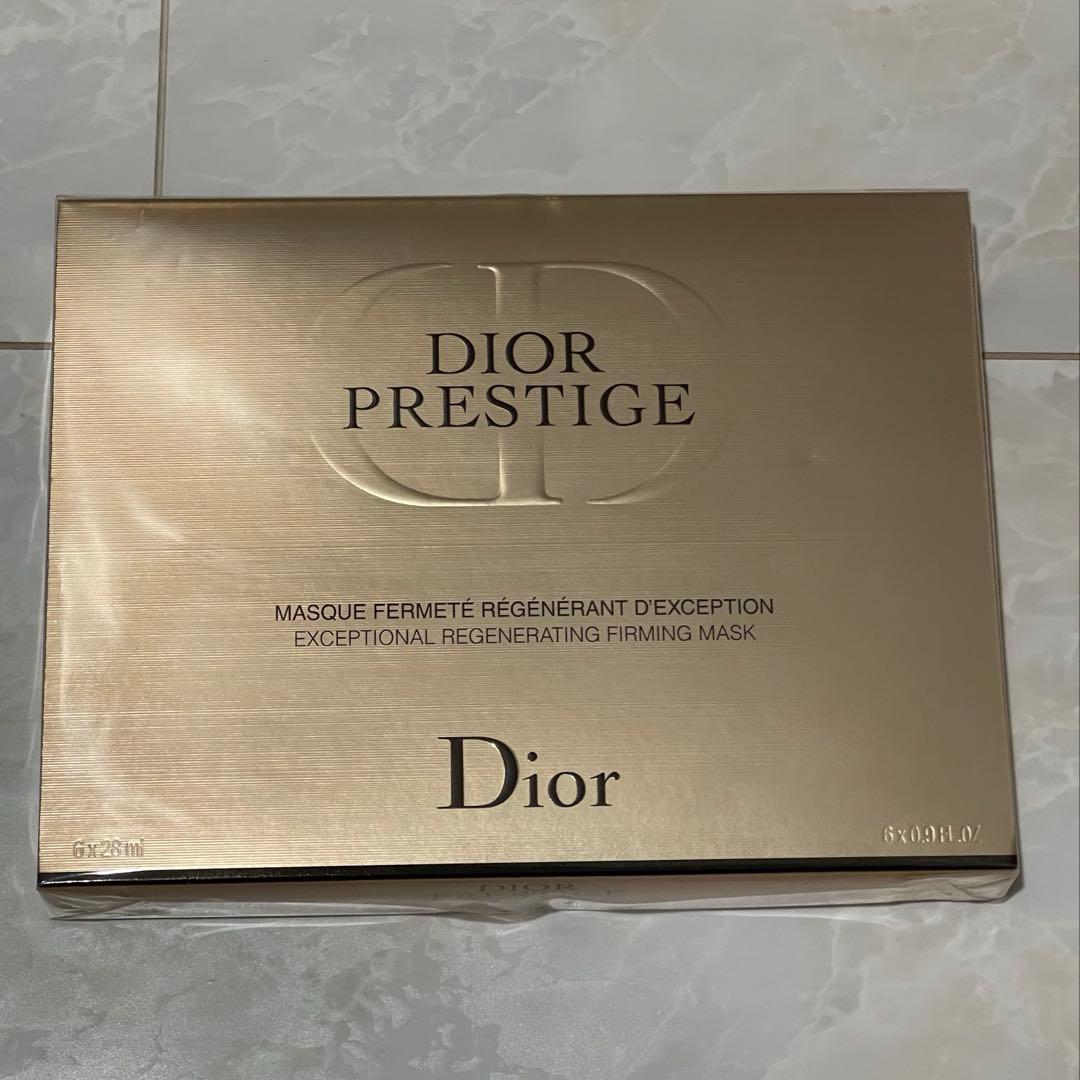 DIOR
PRESTIGE
MASQUE FERMETÉ RÉGÉNÉRANT D'EXCEPTION
EXCEPTIONAL REGENERATING FIRMING MASK
Dior
6 x 28 ml
6 x 0.9 FL.OZ
DIOR
PRESTIGE